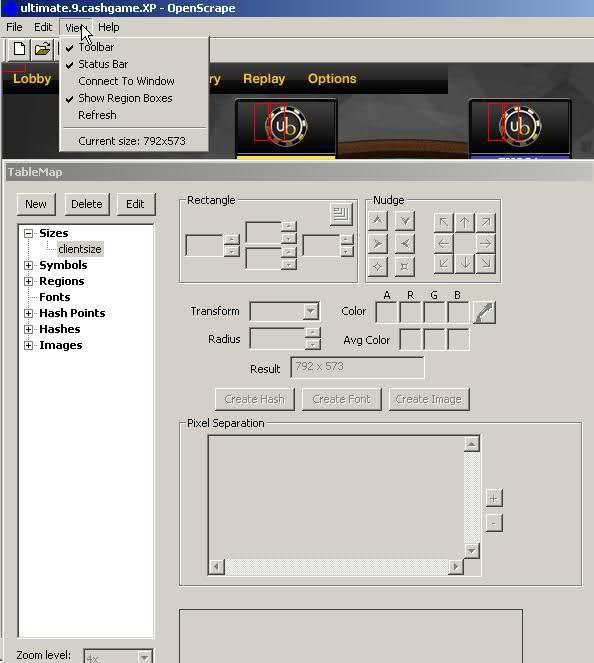 ultimate.9.cashgame.XP - OpenScrape
File Edit View Help
Toolbar
Status Bar
Connect To Window
Show Region Boxes
Refresh
Current size: 792x573
Lobby ry Replay Options
ub ub
TableMap
New Delete Edit
Sizes
clientsize
Symbols
Regions
Fonts
Hash Points
Hashes
Images
Zoom level: 4x
Rectangle
Nudge
Transform
Color A R G B
Radius
Avg Color
Result 792 x 573
Create Hash Create Font Create Image
Pixel Separation
+
-